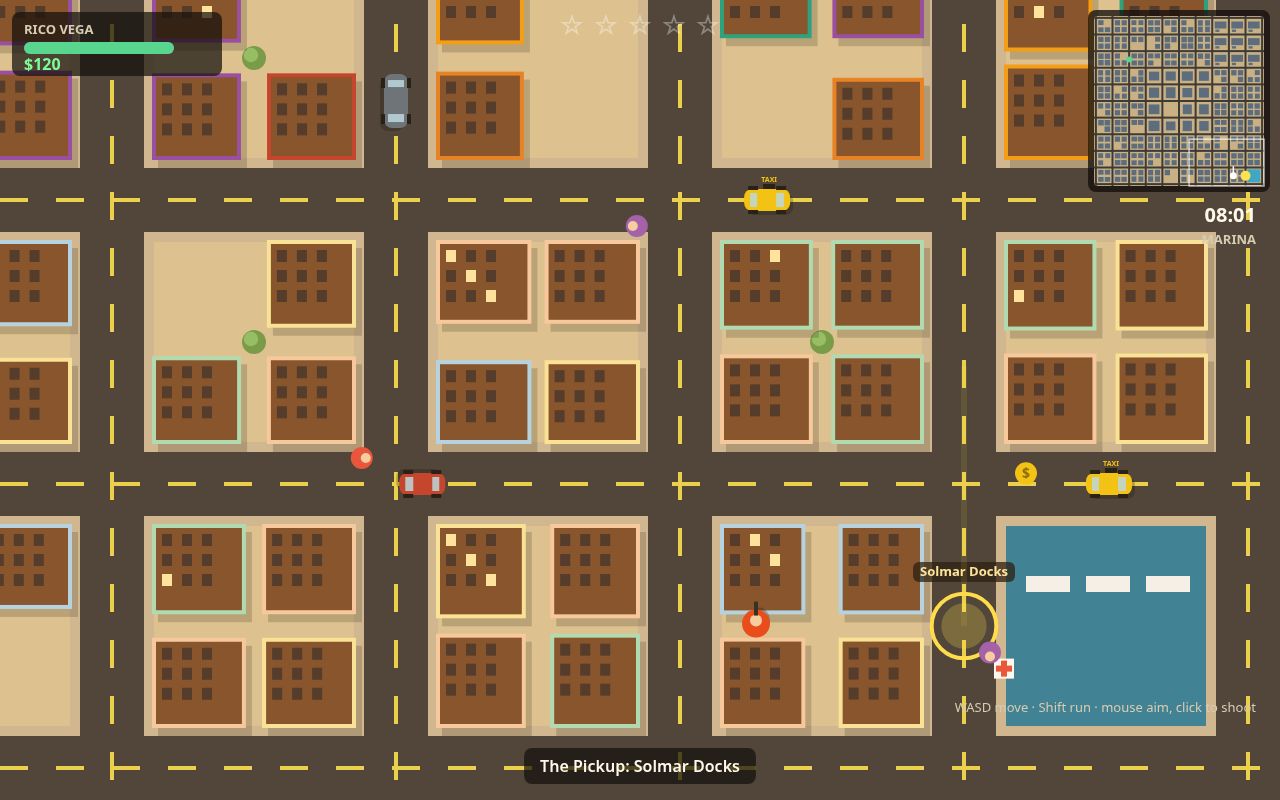 RICO VEGA
$120
TAXI
08:01
MARINA
TAXI
$
Solmar Docks
WASD move · Shift run · mouse aim, click to shoot
The Pickup: Solmar Docks